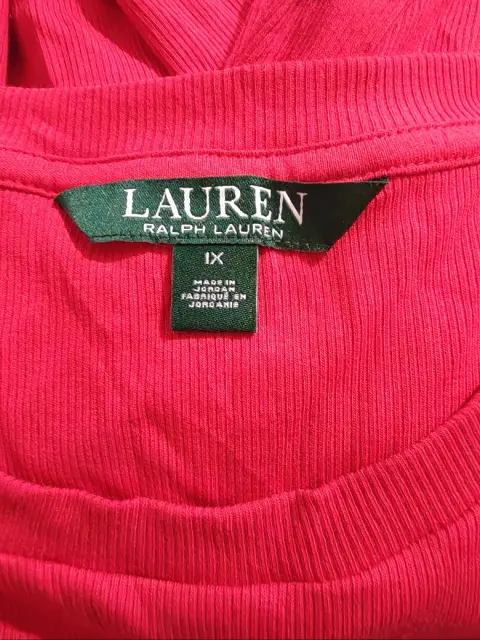 LAUREN
RALPH LAUREN
1X
MADE IN
JORDAN
FABRIQUÉ EN
JORDANIE